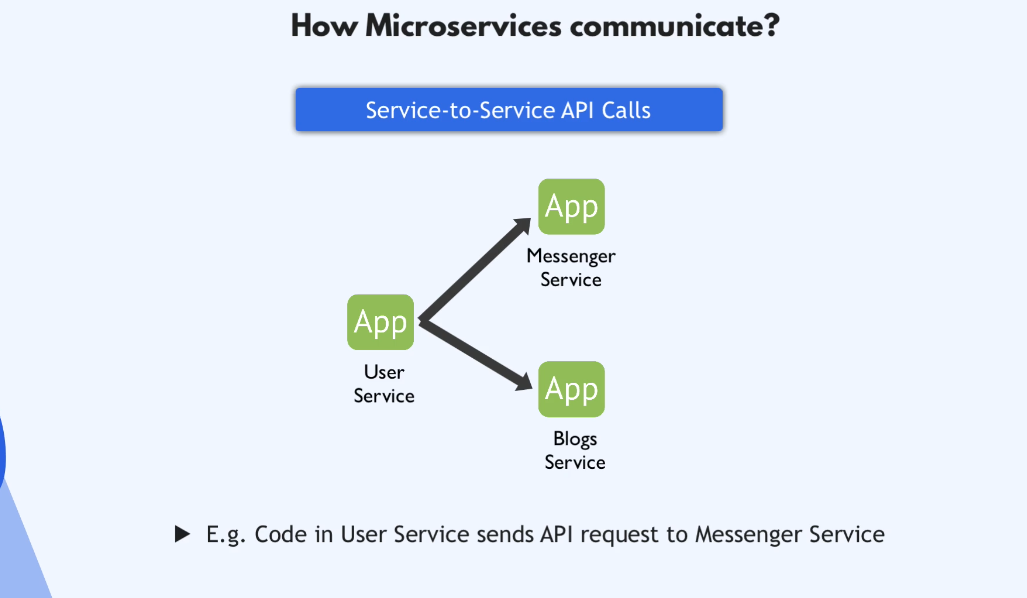 How Microservices communicate?
Service-to-Service API Calls
App
Messenger
Service
App
User
Service
App
Blogs
Service
E.g. Code in User Service sends API request to Messenger Service